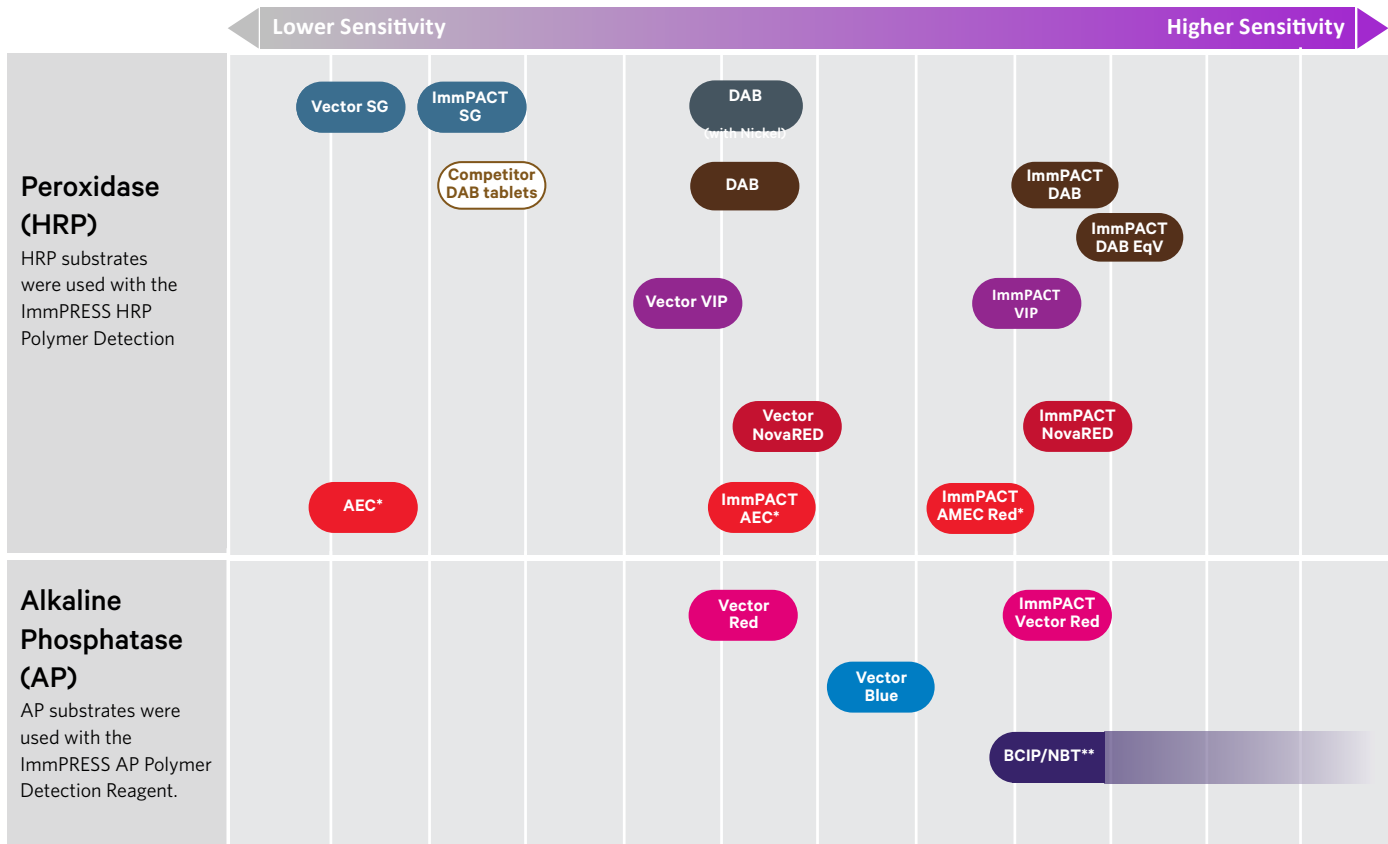 Lower Sensitivity
Higher Sensitivity
Peroxidase
(HRP)
HRP substrates
were used with the
ImmPRESS HRP
Polymer Detection
Vector SG
ImmPACT
SG
DAB
(with Nickel)
Competitor
DAB tablets
DAB
ImmPACT
DAB
ImmPACT
DAB EqV
Vector VIP
ImmPACT
VIP
Vector
NovaRED
ImmPACT
NovaRED
AEC*
ImmPACT
AEC*
ImmPACT
AMEC Red*
Alkaline
Phosphatase
(AP)
AP substrates were
used with the
ImmPRESS AP Polymer
Detection Reagent.
Vector
Red
ImmPACT
Vector Red
Vector
Blue
BCIP/NBT**